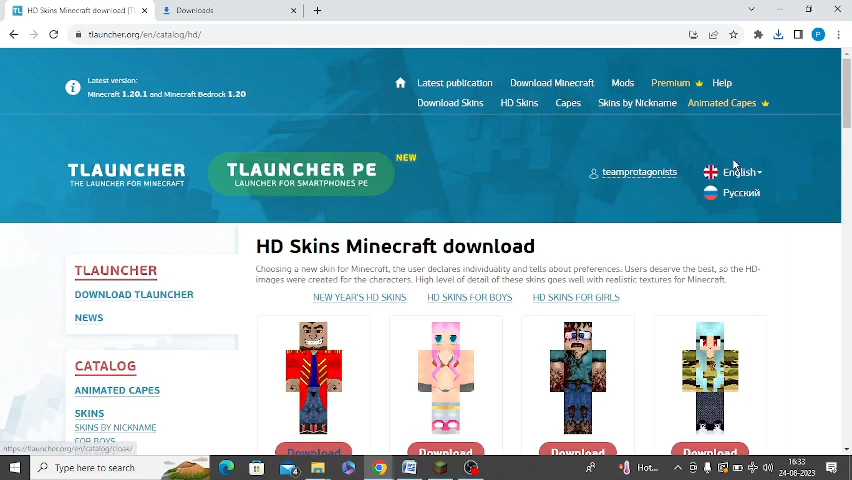 HD Skins Minecraft download [T
Downloads
tlauncher.org/en/catalog/hd/
P
Latest version:
Minecraft 1.20.1 and Minecraft Bedrock 1.20
Latest publication Download Minecraft Mods Premium Help
Download Skins HD Skins Capes Skins by Nickname Animated Capes
TLAUNCHER
THE LAUNCHER FOR MINECRAFT
TLAUNCHER PE
LAUNCHER FOR SMARTPHONES PE
NEW
teamprotagonists
English
Русский
TLAUNCHER
DOWNLOAD TLAUNCHER
NEWS
CATALOG
ANIMATED CAPES
SKINS
SKINS BY NICKNAME
FOR BOYS
HD Skins Minecraft download
Choosing a new skin for Minecraft, the user declares individuality and tells about preferences. Users deserve the best, so the HD-
images were created for the characters. High level of detail of these skins goes well with realistic textures for Minecraft.
NEW YEAR'S HD SKINS HD SKINS FOR BOYS HD SKINS FOR GIRLS
Download Download Download Download
https://tlauncher.org/en/catalog/cloak/
Type here to search
Hot...
16:33
24-08-2023